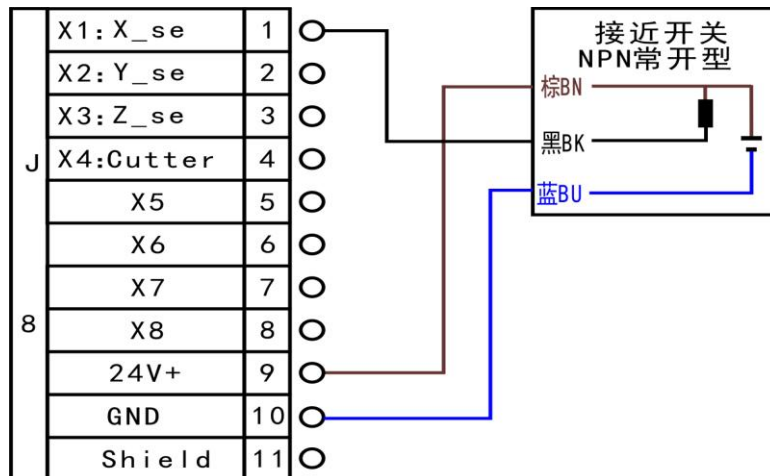 X1:X_se 1
X2:Y_se 2
X3:Z_se 3
X4:Cutter 4
X5 5
X6 6
X7 7
X8 8
24V+ 9
GND 10
Shield 11
J
8
接近开关
NPN常开型
棕BN
黑BK
蓝BU